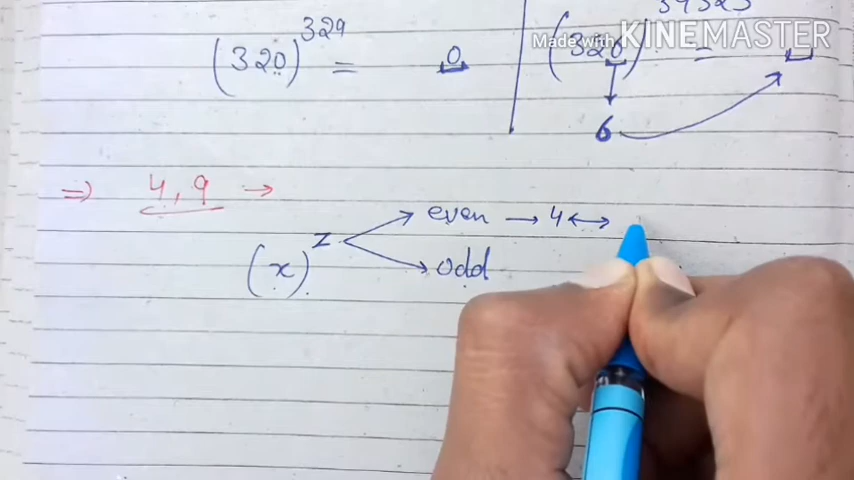 (320)^329 = 0
(320) = 
6
Made with KINEMASTER
⇒ 4, 9 →
(x)^z even → 4 ↔
odd